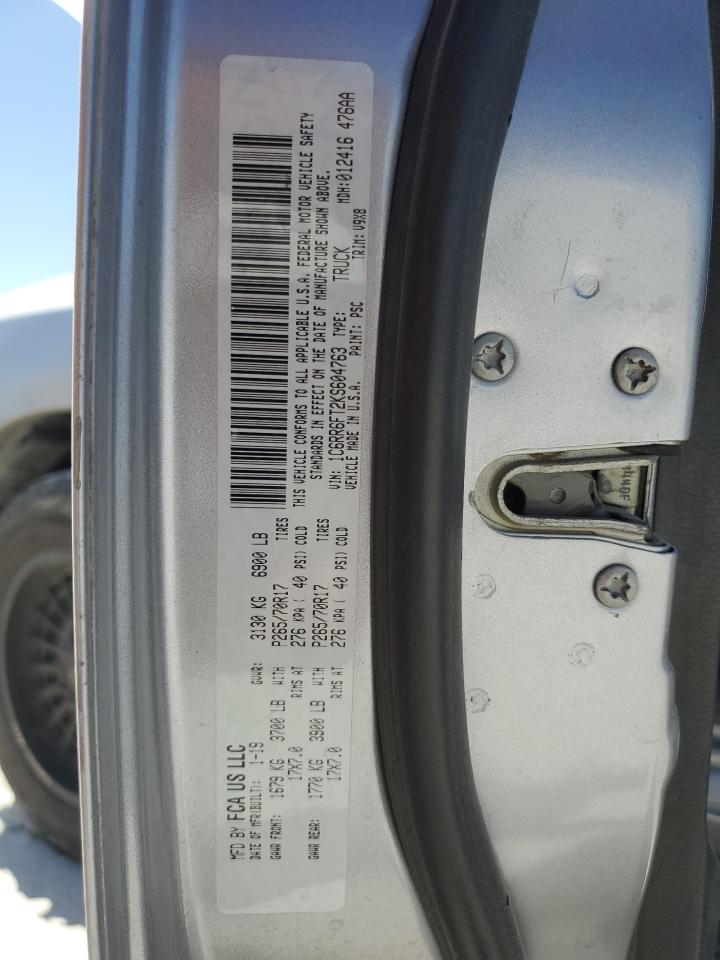 MFD BY FCA US LLC
DATE OF MFR(BUILT): 1-19 GVWR: 3130 KG 6900 LB
GAWR FRONT: 1679 KG 3700 LB WITH P265/70R17 TIRES
17X7.0 RIMS AT 276 KPA ( 40 PSI) COLD
GAWR REAR: 1770 KG 3900 LB WITH P265/70R17 TIRES
17X7.0 RIMS AT 276 KPA ( 40 PSI) COLD
THIS VEHICLE CONFORMS TO ALL APPLICABLE U.S.A. FEDERAL MOTOR VEHICLE SAFETY
STANDARDS IN EFFECT ON THE DATE OF MANUFACTURE SHOWN ABOVE.
VIN: 1C6RR6FT2KS604763 TYPE: TRUCK MDH:012416 476AA
VEHICLE MADE IN U.S.A. PAINT: PSC TRIM: V9X8